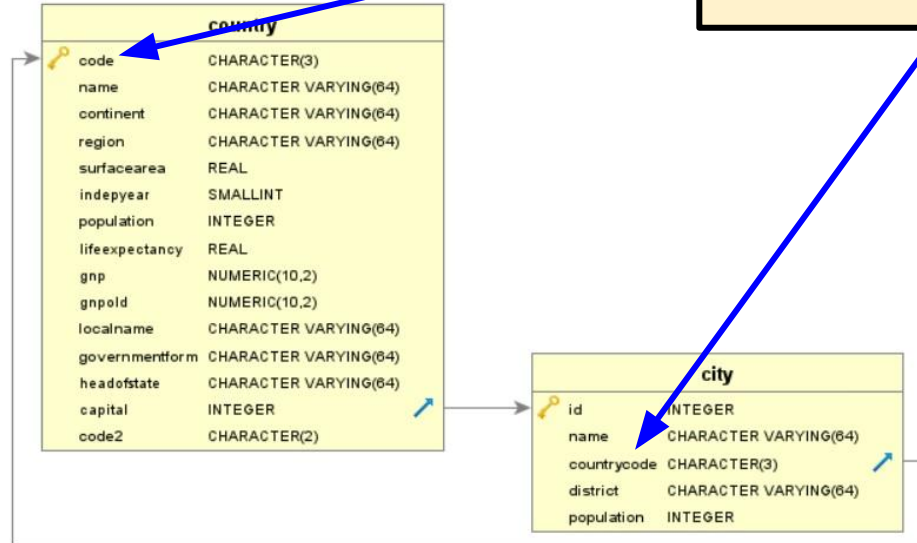 country
code CHARACTER(3)
name CHARACTER VARYING(64)
continent CHARACTER VARYING(64)
region CHARACTER VARYING(64)
surfacearea REAL
indepyear SMALLINT
population INTEGER
lifeexpectancy REAL
gnp NUMERIC(10,2)
gnpold NUMERIC(10,2)
localname CHARACTER VARYING(64)
governmentform CHARACTER VARYING(64)
headofstate CHARACTER VARYING(64)
capital INTEGER
code2 CHARACTER(2)
city
id INTEGER
name CHARACTER VARYING(64)
countrycode CHARACTER(3)
district CHARACTER VARYING(64)
population INTEGER